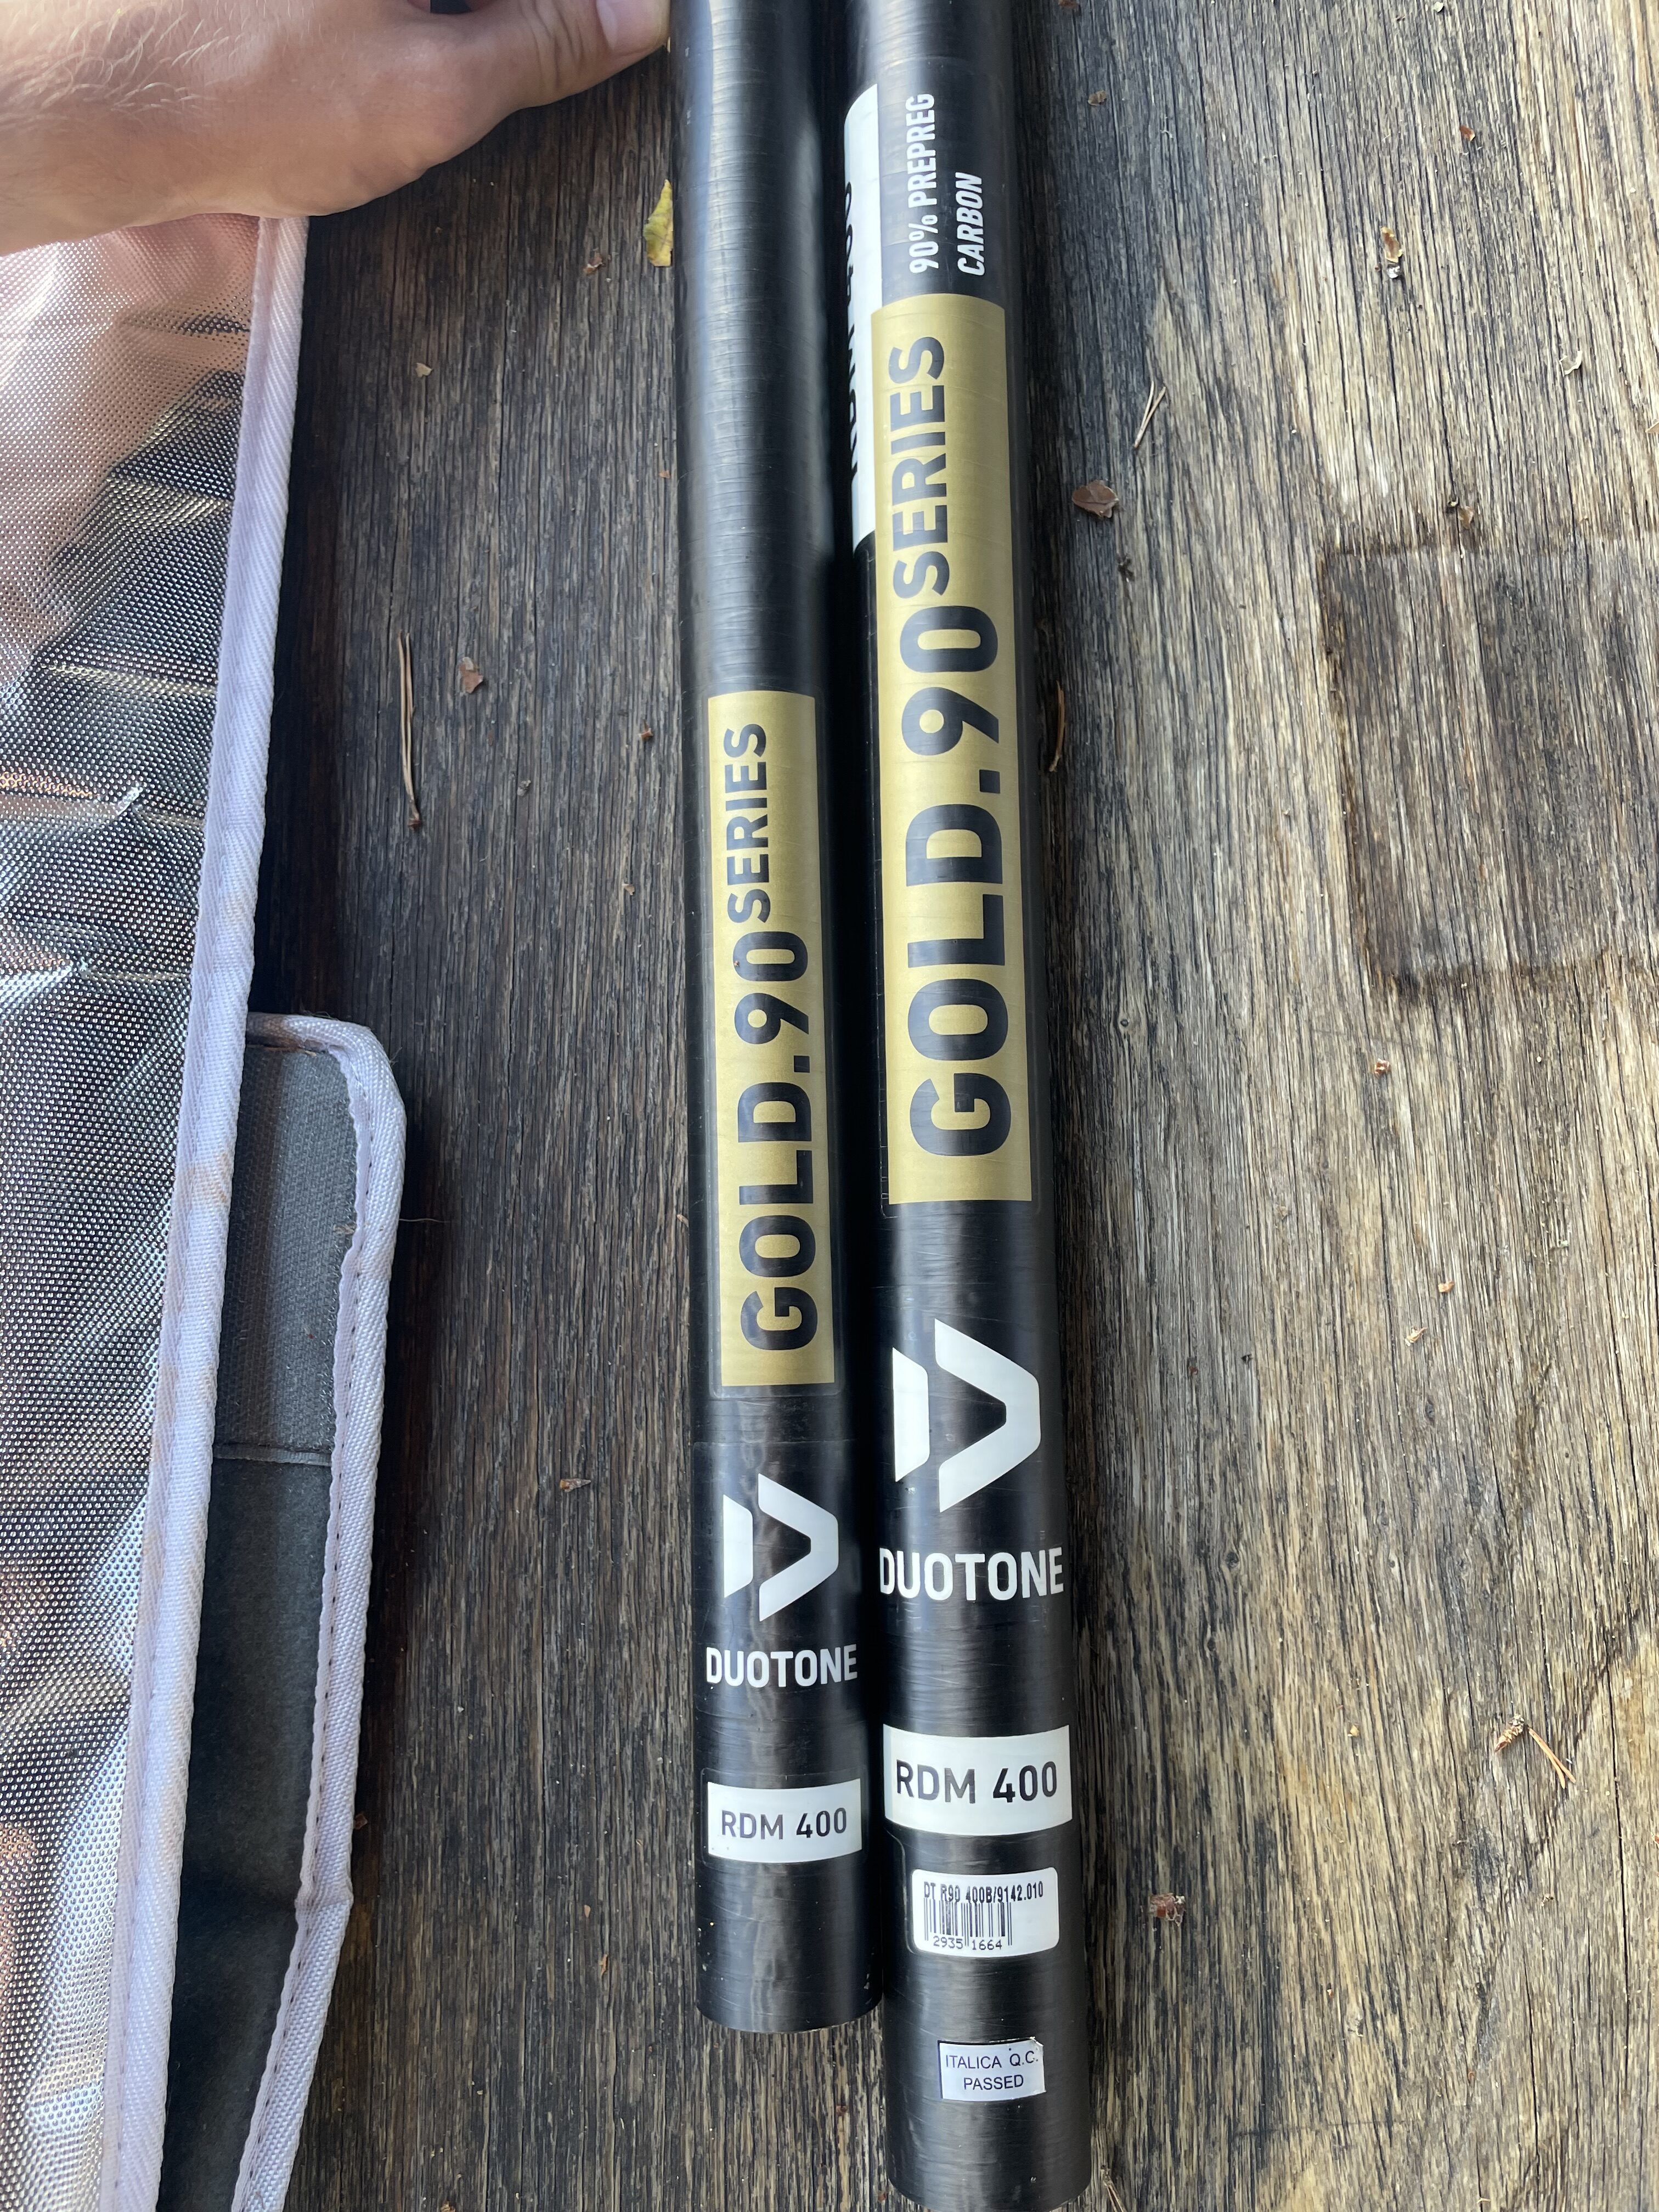 GOLD.90 SERIES
DUOTONE
RDM 400
90% PREPREG
CARBON
GOLD.90 SERIES
DUOTONE
RDM 400
DT R90 400B/9142.010
2935 1664
ITALICA Q.C.
PASSED